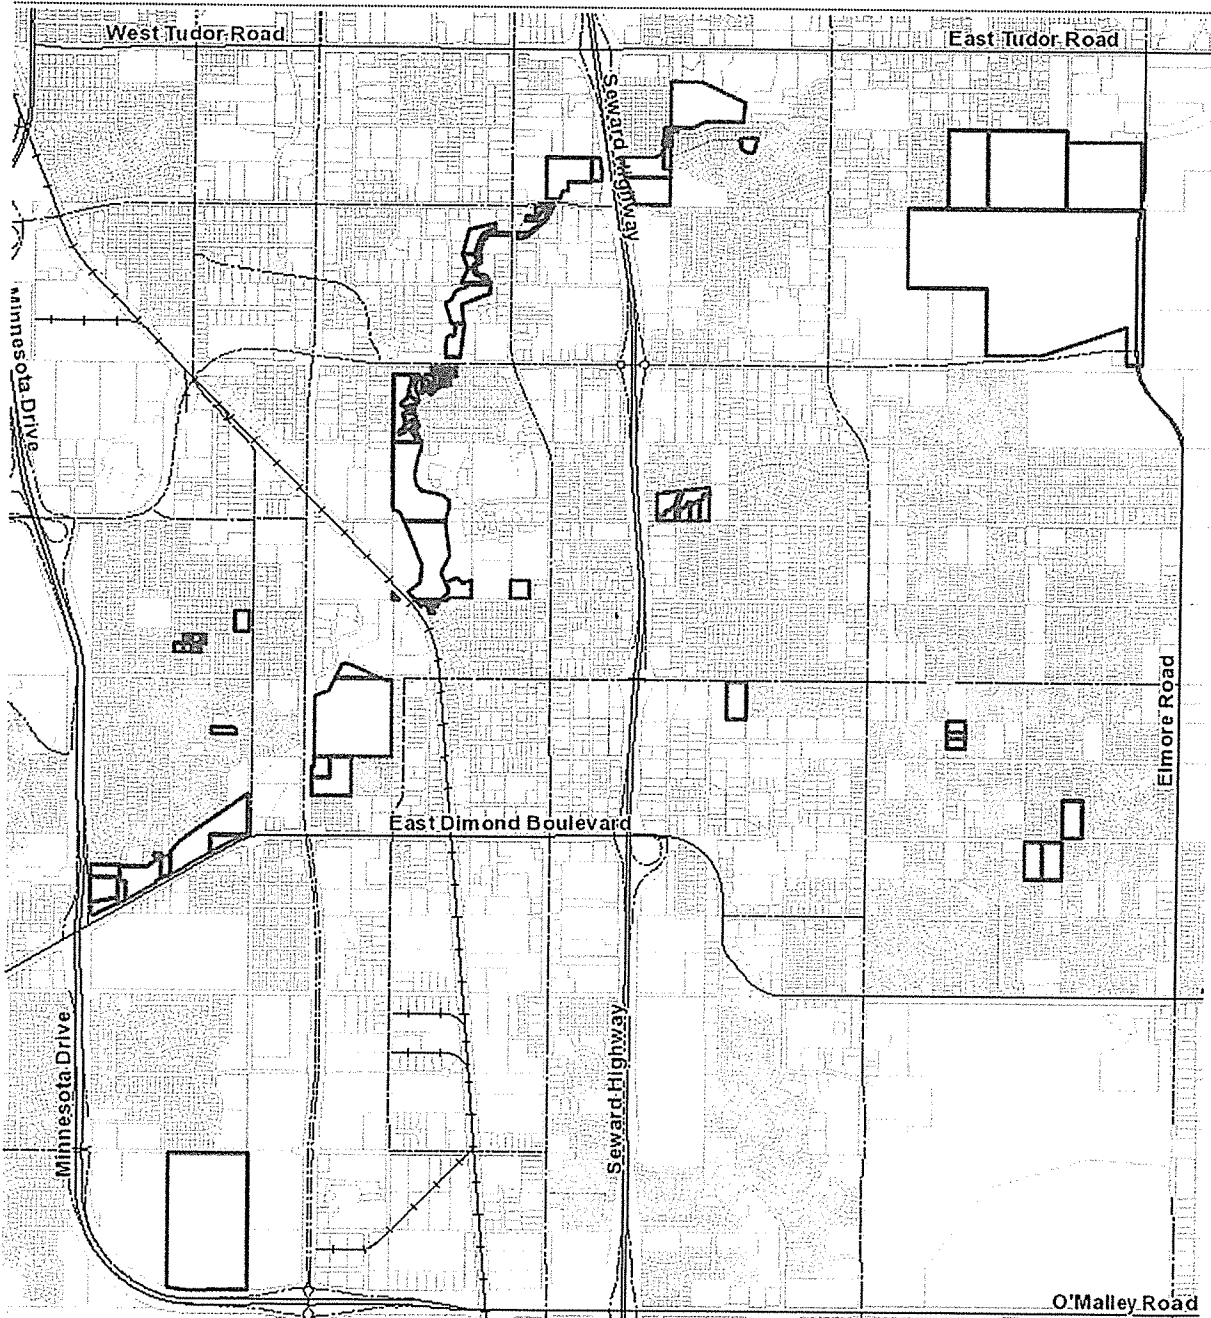 West Tudor Road
East Tudor Road
Seward Highway
Minnesota Drive
Elmore Road
East Dimond Boulevard
Minnesota Drive
Seward Highway
O'Malley Road